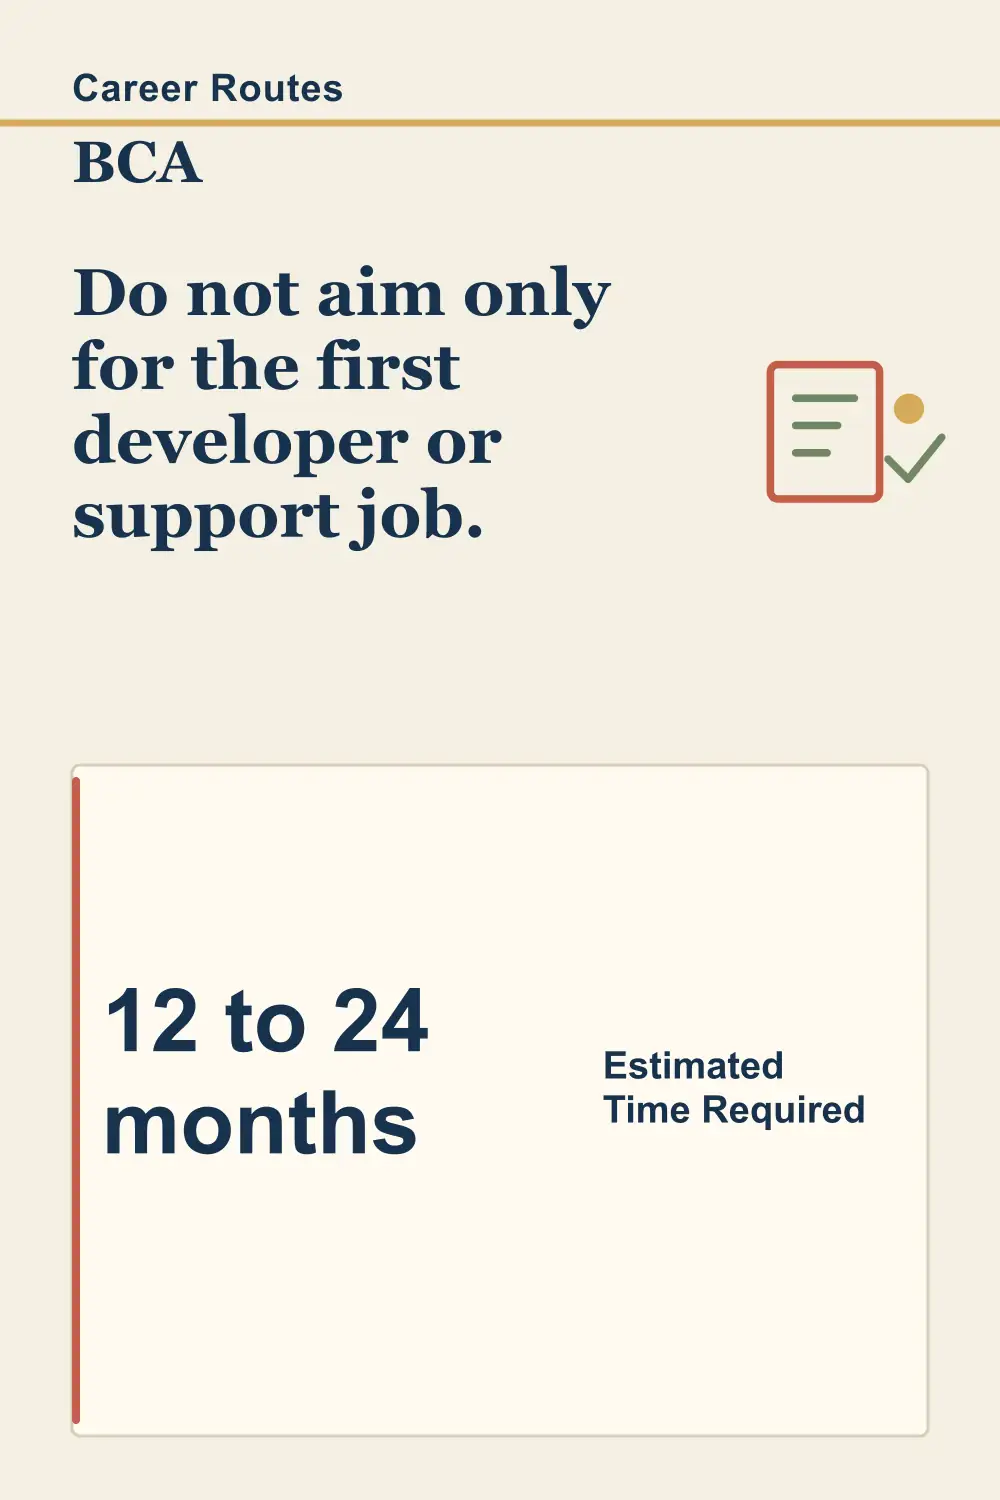 Career Routes
BCA
Do not aim only
for the first
developer or
support job.
12 to 24
months
Estimated
Time Required